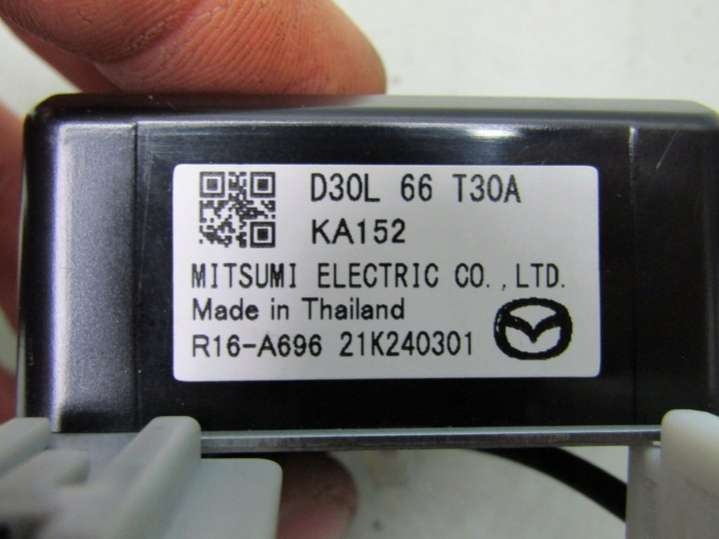 D30L 66 T30A
KA152
MITSUMI ELECTRIC CO.,LTD.
Made in Thailand
R16-A696 21K240301